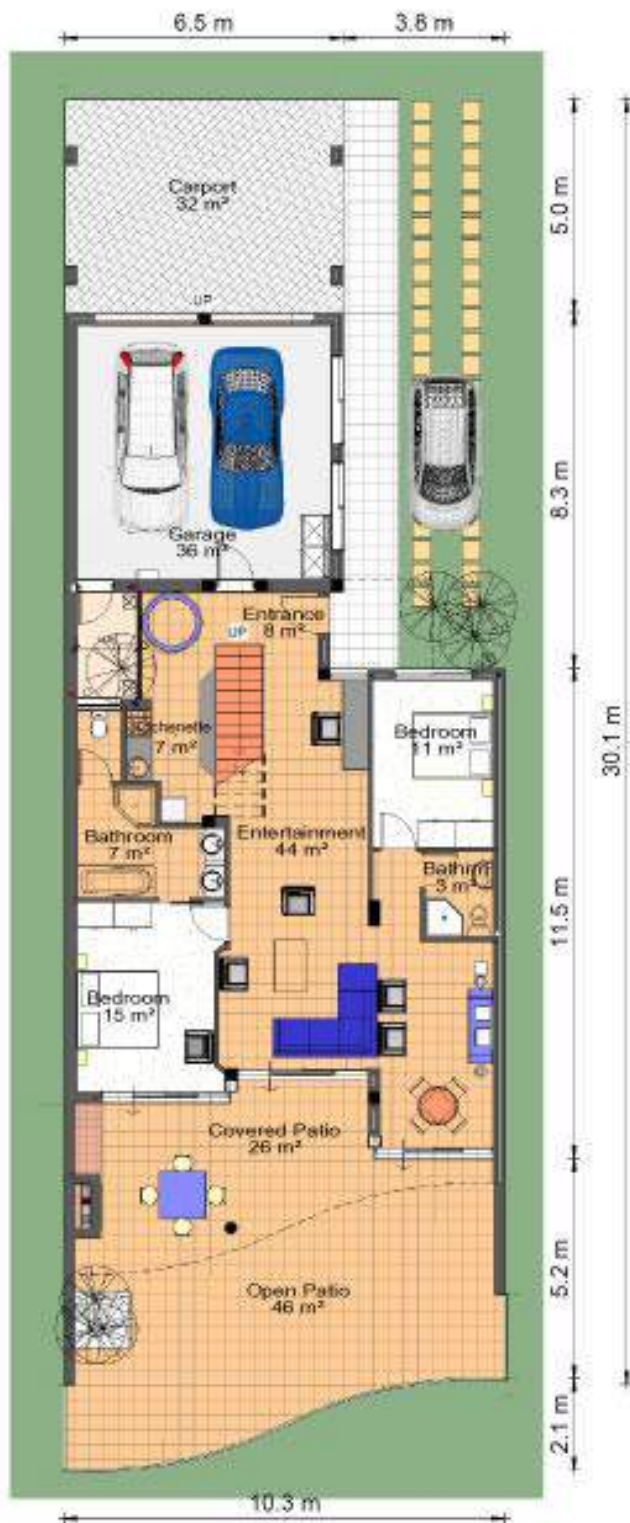 6.5 m
3.8 m
Carport
32 m²
5.0 m
UP
8.3 m
Garage
36 m²
Entrance
8 m²
UP
30.1 m
7 m²
Bedroom
11 m²
Bathroom
7 m²
Entertainment
44 m²
Bathrm
3 m²
11.5 m
Bedroom
15 m²
Covered Patio
26 m²
5.2 m
Open Patio
46 m²
2.1 m
10.3 m